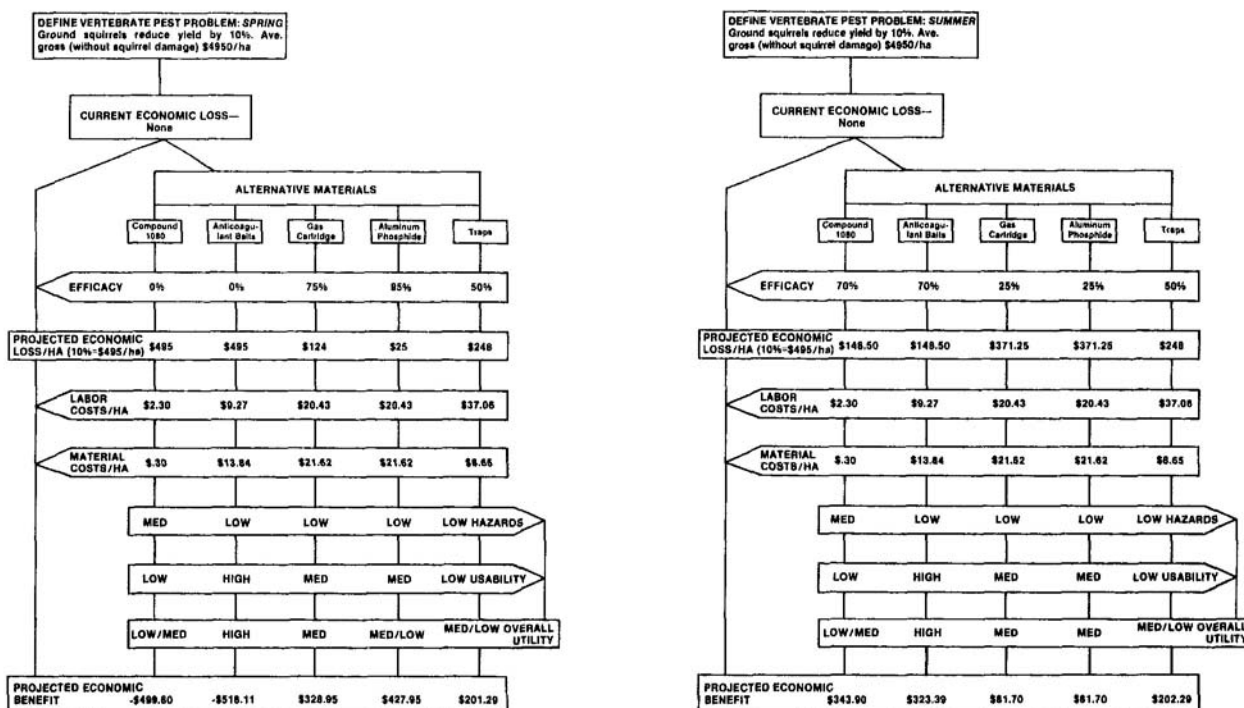 DEFINE VERTEBRATE PEST PROBLEM: SPRING
Ground squirrels reduce yield by 10%. Ave.
gross (without squirrel damage) $4950/ha
CURRENT ECONOMIC LOSS—
None
ALTERNATIVE MATERIALS
Compound
1080
Anticoagu-
lant Baits
Gas
Cartridge
Aluminum
Phosphide
Traps
EFFICACY 0% 0% 75% 95% 50%
PROJECTED ECONOMIC
LOSS/HA (10%=$495/ha) $495 $495 $124 $25 $248
LABOR
COSTS/HA $2.30 $9.27 $20.43 $20.43 $37.06
MATERIAL
COSTS/HA $.30 $13.84 $21.62 $21.62 $8.65
MED LOW LOW LOW LOW HAZARDS
LOW HIGH MED MED LOW USABILITY
LOW/MED HIGH MED MED/LOW MED/LOW OVERALL
UTILITY
PROJECTED ECONOMIC
BENEFIT -$499.60 -$518.11 $328.95 $427.95 $201.29
DEFINE VERTEBRATE PEST PROBLEM: SUMMER
Ground squirrels reduce yield by 10%. Ave.
gross (without squirrel damage) $4950/ha
CURRENT ECONOMIC LOSS—
None
ALTERNATIVE MATERIALS
Compound
1080
Anticoagu-
lant Baits
Gas
Cartridge
Aluminum
Phosphide
Traps
EFFICACY 70% 70% 25% 25% 50%
PROJECTED ECONOMIC
LOSS/HA (10%=$495/ha) $148.50 $148.50 $371.25 $371.25 $248
LABOR
COSTS/HA $2.30 $9.27 $20.43 $20.43 $37.06
MATERIAL
COSTS/HA $.30 $13.84 $21.62 $21.62 $8.65
MED LOW LOW LOW LOW HAZARDS
LOW HIGH MED MED LOW USABILITY
LOW/MED HIGH MED MED MED/LOW OVERALL
UTILITY
PROJECTED ECONOMIC
BENEFIT $343.90 $323.39 $81.70 $81.70 $202.29